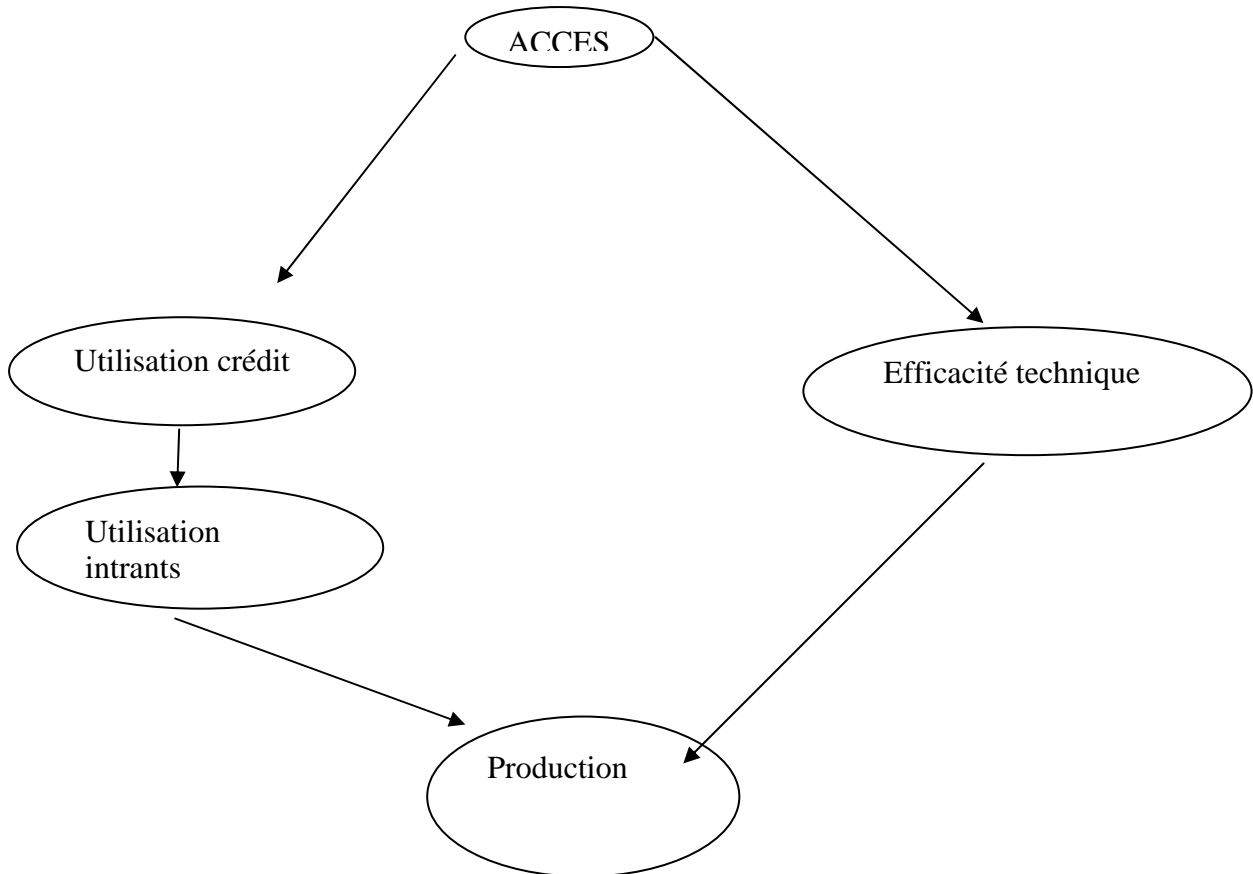 ACCES
Utilisation crédit
Efficacité technique
Utilisation
intrants
Production